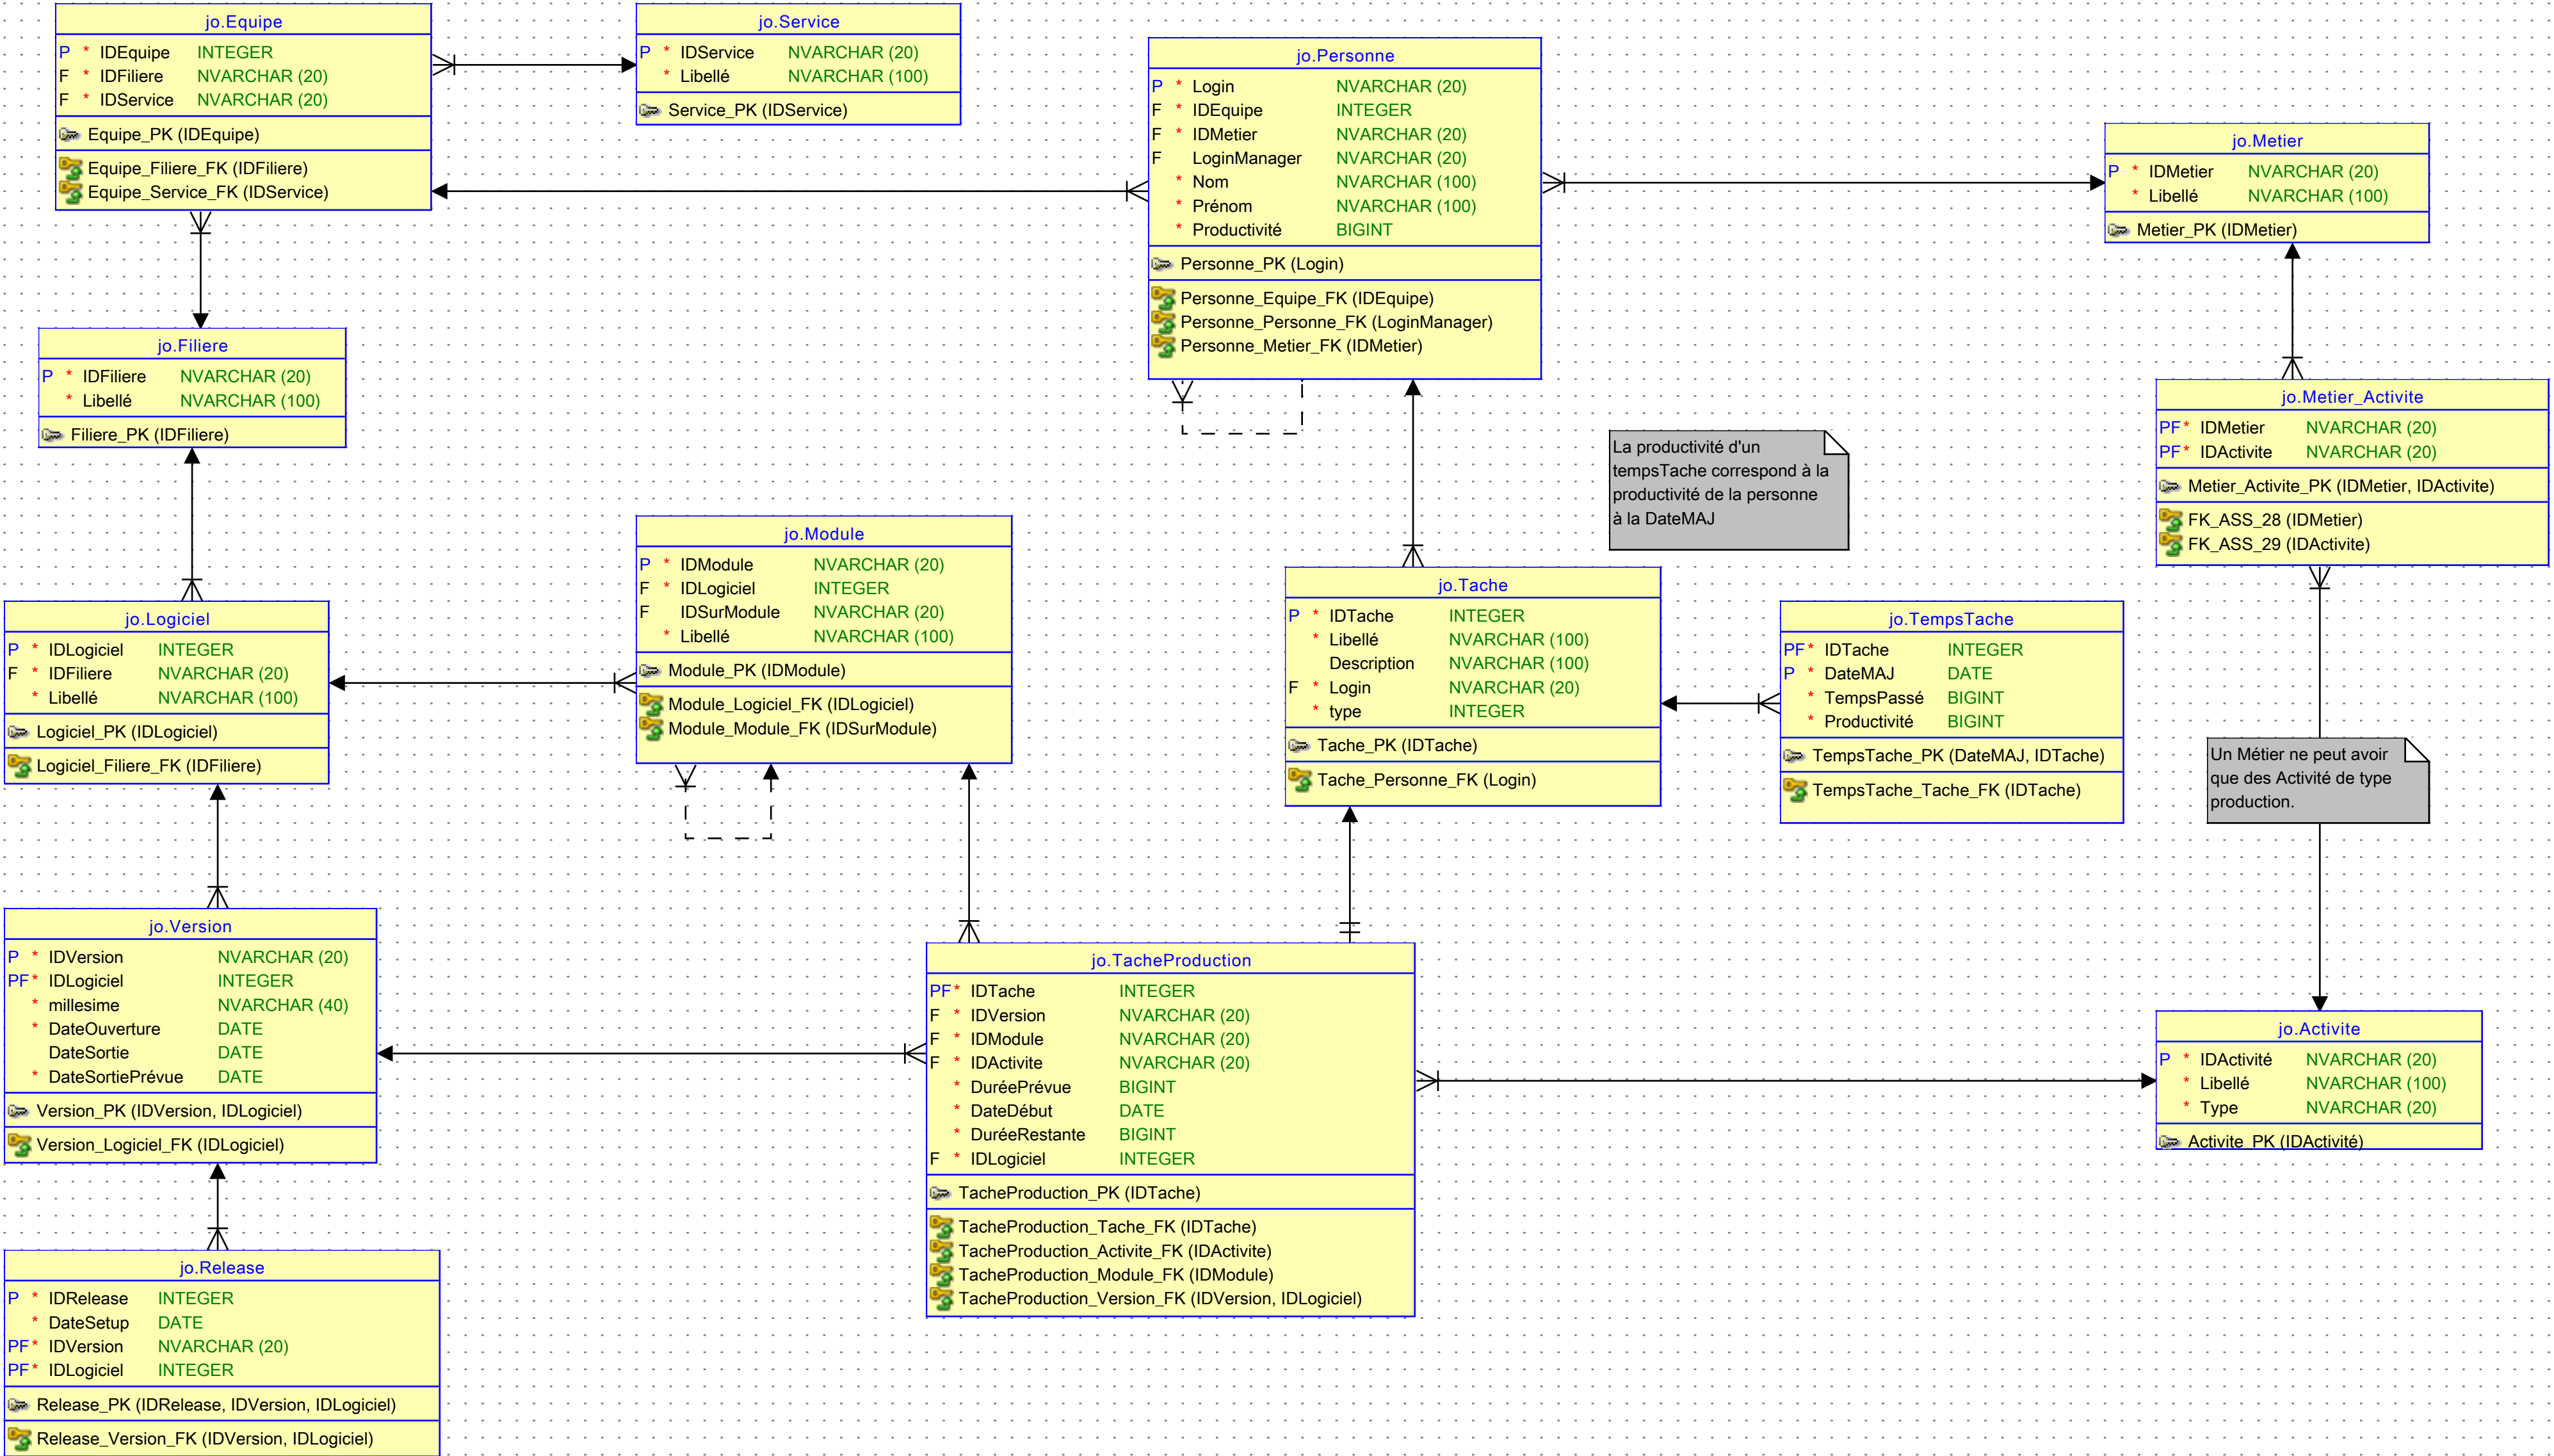 jo.Equipe
P * IDEquipe INTEGER
F * IDFiliere NVARCHAR (20)
F * IDService NVARCHAR (20)
Equipe_PK (IDEquipe)
Equipe_Filiere_FK (IDFiliere)
Equipe_Service_FK (IDService)
jo.Service
P * IDService NVARCHAR (20)
* Libellé NVARCHAR (100)
Service_PK (IDService)
jo.Personne
P * Login NVARCHAR (20)
F * IDEquipe INTEGER
F * IDMetier NVARCHAR (20)
F LoginManager NVARCHAR (20)
* Nom NVARCHAR (100)
* Prénom NVARCHAR (100)
* Productivité BIGINT
Personne_PK (Login)
Personne_Equipe_FK (IDEquipe)
Personne_Personne_FK (LoginManager)
Personne_Metier_FK (IDMetier)
jo.Metier
P * IDMetier NVARCHAR (20)
* Libellé NVARCHAR (100)
Metier_PK (IDMetier)
jo.Filiere
P * IDFiliere NVARCHAR (20)
* Libellé NVARCHAR (100)
Filiere_PK (IDFiliere)
jo.Metier_Activite
PF* IDMetier NVARCHAR (20)
PF* IDActivite NVARCHAR (20)
Metier_Activite_PK (IDMetier, IDActivite)
FK_ASS_28 (IDMetier)
FK_ASS_29 (IDActivite)
La productivité d'un
tempsTache correspond à la
productivité de la personne
à la DateMAJ
jo.Module
P * IDModule NVARCHAR (20)
F * IDLogiciel INTEGER
F IDSurModule NVARCHAR (20)
* Libellé NVARCHAR (100)
Module_PK (IDModule)
Module_Logiciel_FK (IDLogiciel)
Module_Module_FK (IDSurModule)
jo.Tache
P * IDTache INTEGER
* Libellé NVARCHAR (100)
Description NVARCHAR (100)
F * Login NVARCHAR (20)
* type INTEGER
Tache_PK (IDTache)
Tache_Personne_FK (Login)
jo.TempsTache
PF* IDTache INTEGER
P * DateMAJ DATE
* TempsPassé BIGINT
* Productivité BIGINT
TempsTache_PK (DateMAJ, IDTache)
TempsTache_Tache_FK (IDTache)
jo.Logiciel
P * IDLogiciel INTEGER
F * IDFiliere NVARCHAR (20)
* Libellé NVARCHAR (100)
Logiciel_PK (IDLogiciel)
Logiciel_Filiere_FK (IDFiliere)
Un Métier ne peut avoir
que des Activité de type
production.
jo.Version
P * IDVersion NVARCHAR (20)
PF* IDLogiciel INTEGER
* millesime NVARCHAR (40)
* DateOuverture DATE
DateSortie DATE
* DateSortiePrévue DATE
Version_PK (IDVersion, IDLogiciel)
Version_Logiciel_FK (IDLogiciel)
jo.TacheProduction
PF* IDTache INTEGER
F * IDVersion NVARCHAR (20)
F * IDModule NVARCHAR (20)
F * IDActivite NVARCHAR (20)
* DuréePrévue BIGINT
* DateDébut DATE
* DuréeRestante BIGINT
F * IDLogiciel INTEGER
TacheProduction_PK (IDTache)
TacheProduction_Tache_FK (IDTache)
TacheProduction_Activite_FK (IDActivite)
TacheProduction_Module_FK (IDModule)
TacheProduction_Version_FK (IDVersion, IDLogiciel)
jo.Activite
P * IDActivité NVARCHAR (20)
* Libellé NVARCHAR (100)
* Type NVARCHAR (20)
Activite_PK (IDActivité)
jo.Release
P * IDRelease INTEGER
* DateSetup DATE
PF* IDVersion NVARCHAR (20)
PF* IDLogiciel INTEGER
Release_PK (IDRelease, IDVersion, IDLogiciel)
Release_Version_FK (IDVersion, IDLogiciel)